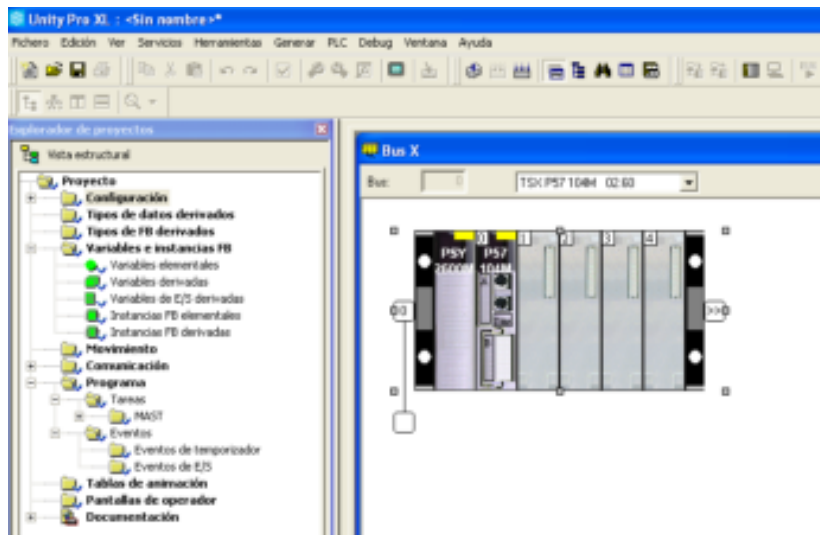 Unity Pro XL : <Sin nombre>*
Fichero Edición Ver Servicios Herramientas Generar PLC Debug Ventana Ayuda
Explorador de proyectos
Vista estructural
Proyecto
Configuración
Tipos de datos derivados
Tipos de FB derivados
Variables e instancias FB
Variables elementales
Variables derivadas
Variables de E/S derivadas
Instancias FB elementales
Instancias FB derivadas
Movimiento
Comunicación
Programa
Tareas
MAST
Eventos
Eventos de temporizador
Eventos de E/S
Tablas de animación
Pantallas de operador
Documentación
Bus X
Bus: 0 TSX P57 104M 02.60
0 1 2 3 4
PSY P57
2600M 104M